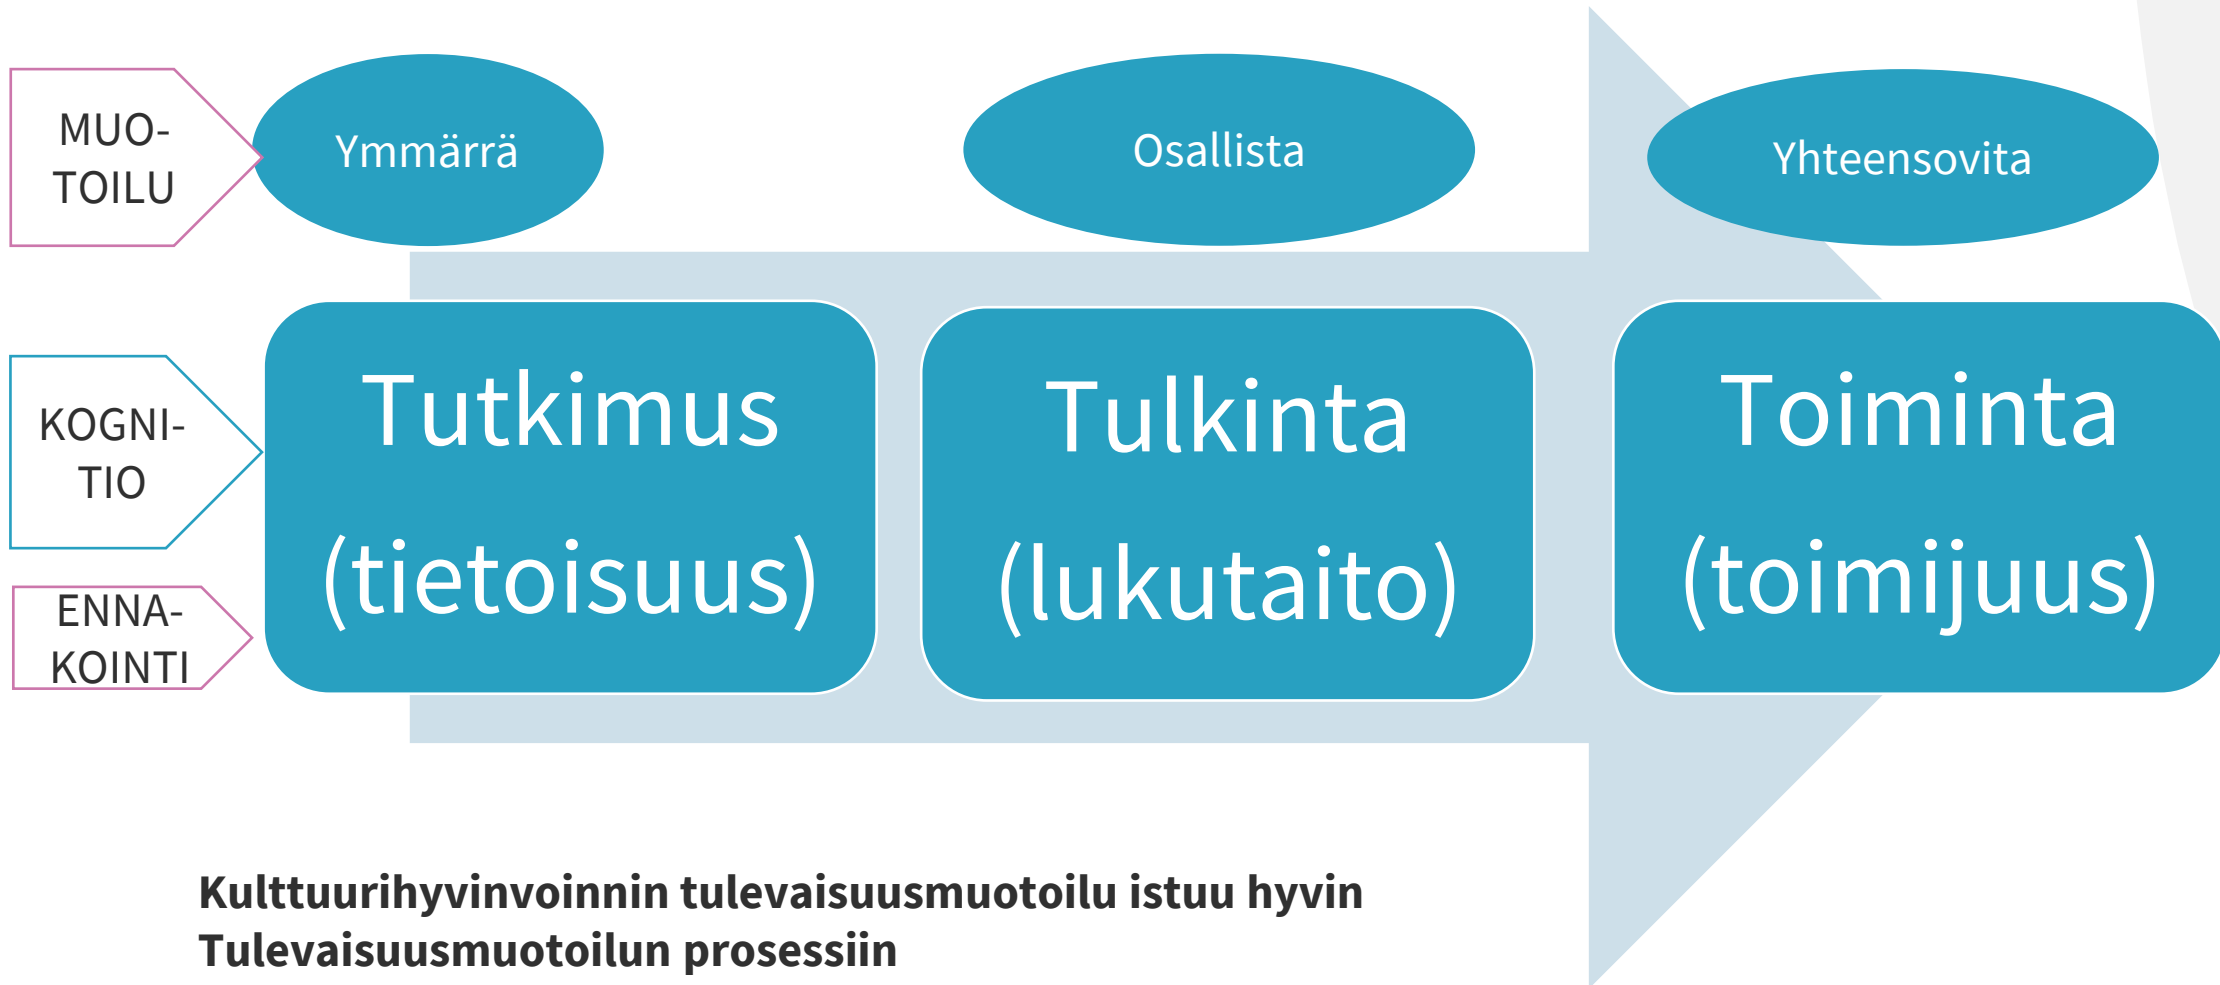 MUO-
TOILU
Ymmärrä
Osallista
Yhteensovita
KOGNI-
TIO
ENNA-
KOINTI
Tutkimus
(tietoisuus)
Tulkinta
(lukutaito)
Toiminta
(toimijuus)
Kulttuurihyvinvoinnin tulevaisuusmuotoilu istuu hyvin
Tulevaisuusmuotoilun prosessiin